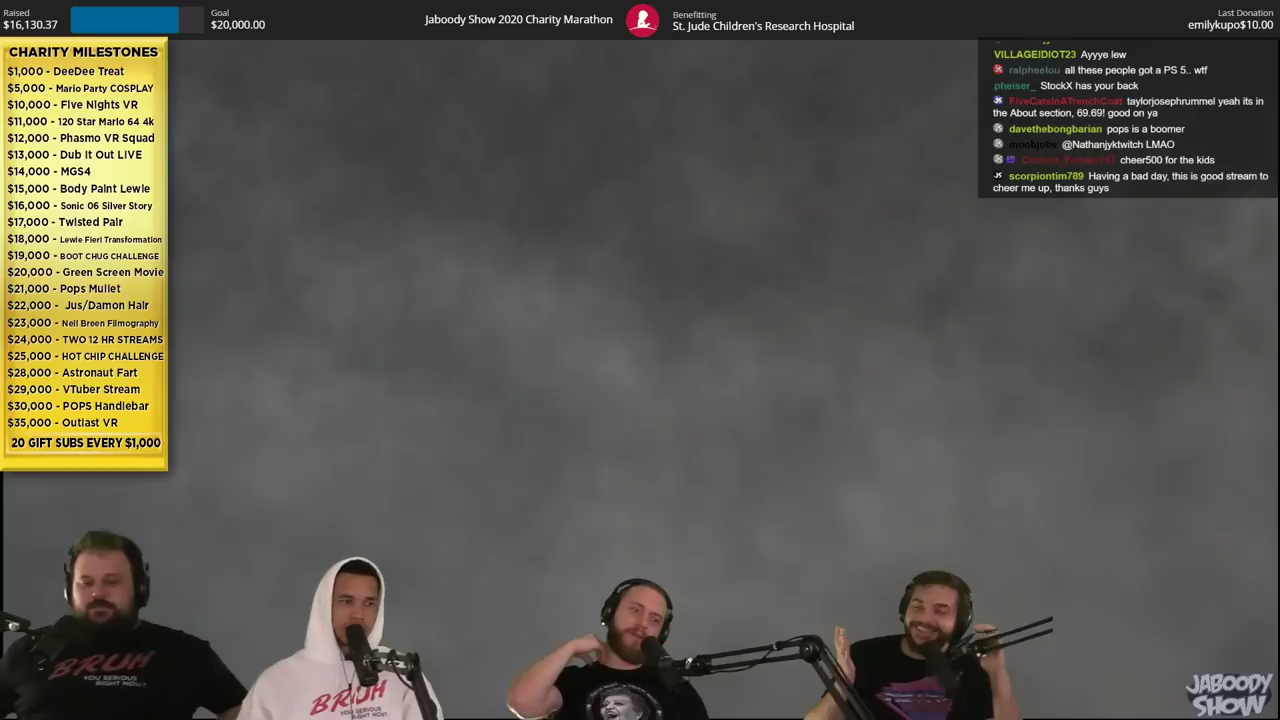 Raised
$16,130.37
Goal
$20,000.00
Jaboody Show 2020 Charity Marathon
Benefitting
St. Jude Children's Research Hospital
Last Donation
emilykupo$10.00
CHARITY MILESTONES
$1,000 - DeeDee Treat
$5,000 - Mario Party COSPLAY
$10,000 - Five Nights VR
$11,000 - 120 Star Mario 64 4k
$12,000 - Phasmo VR Squad
$13,000 - Dub It Out LIVE
$14,000 - MGS4
$15,000 - Body Paint Lewie
$16,000 - Sonic 06 Silver Story
$17,000 - Twisted Pair
$18,000 - Lewie Fieri Transformation
$19,000 - BOOT CHUG CHALLENGE
$20,000 - Green Screen Movie
$21,000 - Pops Mullet
$22,000 - Jus/Damon Hair
$23,000 - Neil Breen Filmography
$24,000 - TWO 12 HR STREAMS
$25,000 - HOT CHIP CHALLENGE
$28,000 - Astronaut Fart
$29,000 - VTuber Stream
$30,000 - POPS Handlebar
$35,000 - Outlast VR
20 GIFT SUBS EVERY $1,000
VILLAGEIDIOT23 Ayyye lew
ralpheelou all these people got a PS 5.. wtf
pheiser_ StockX has your back
FiveCatsInATrenchCoat taylorjosephrummel yeah its in
the About section, 69.69! good on ya
davethebongbarian pops is a boomer
moobjobs @Nathanjyktwitch LMAO
cheer500 for the kids
scorpiontim789 Having a bad day, this is good stream to
cheer me up, thanks guys
BRUH
YOU SERIOUS
RIGHT NOW?
BRUH
YOU SERIOUS
RIGHT NOW?
JABOODY
SHOW